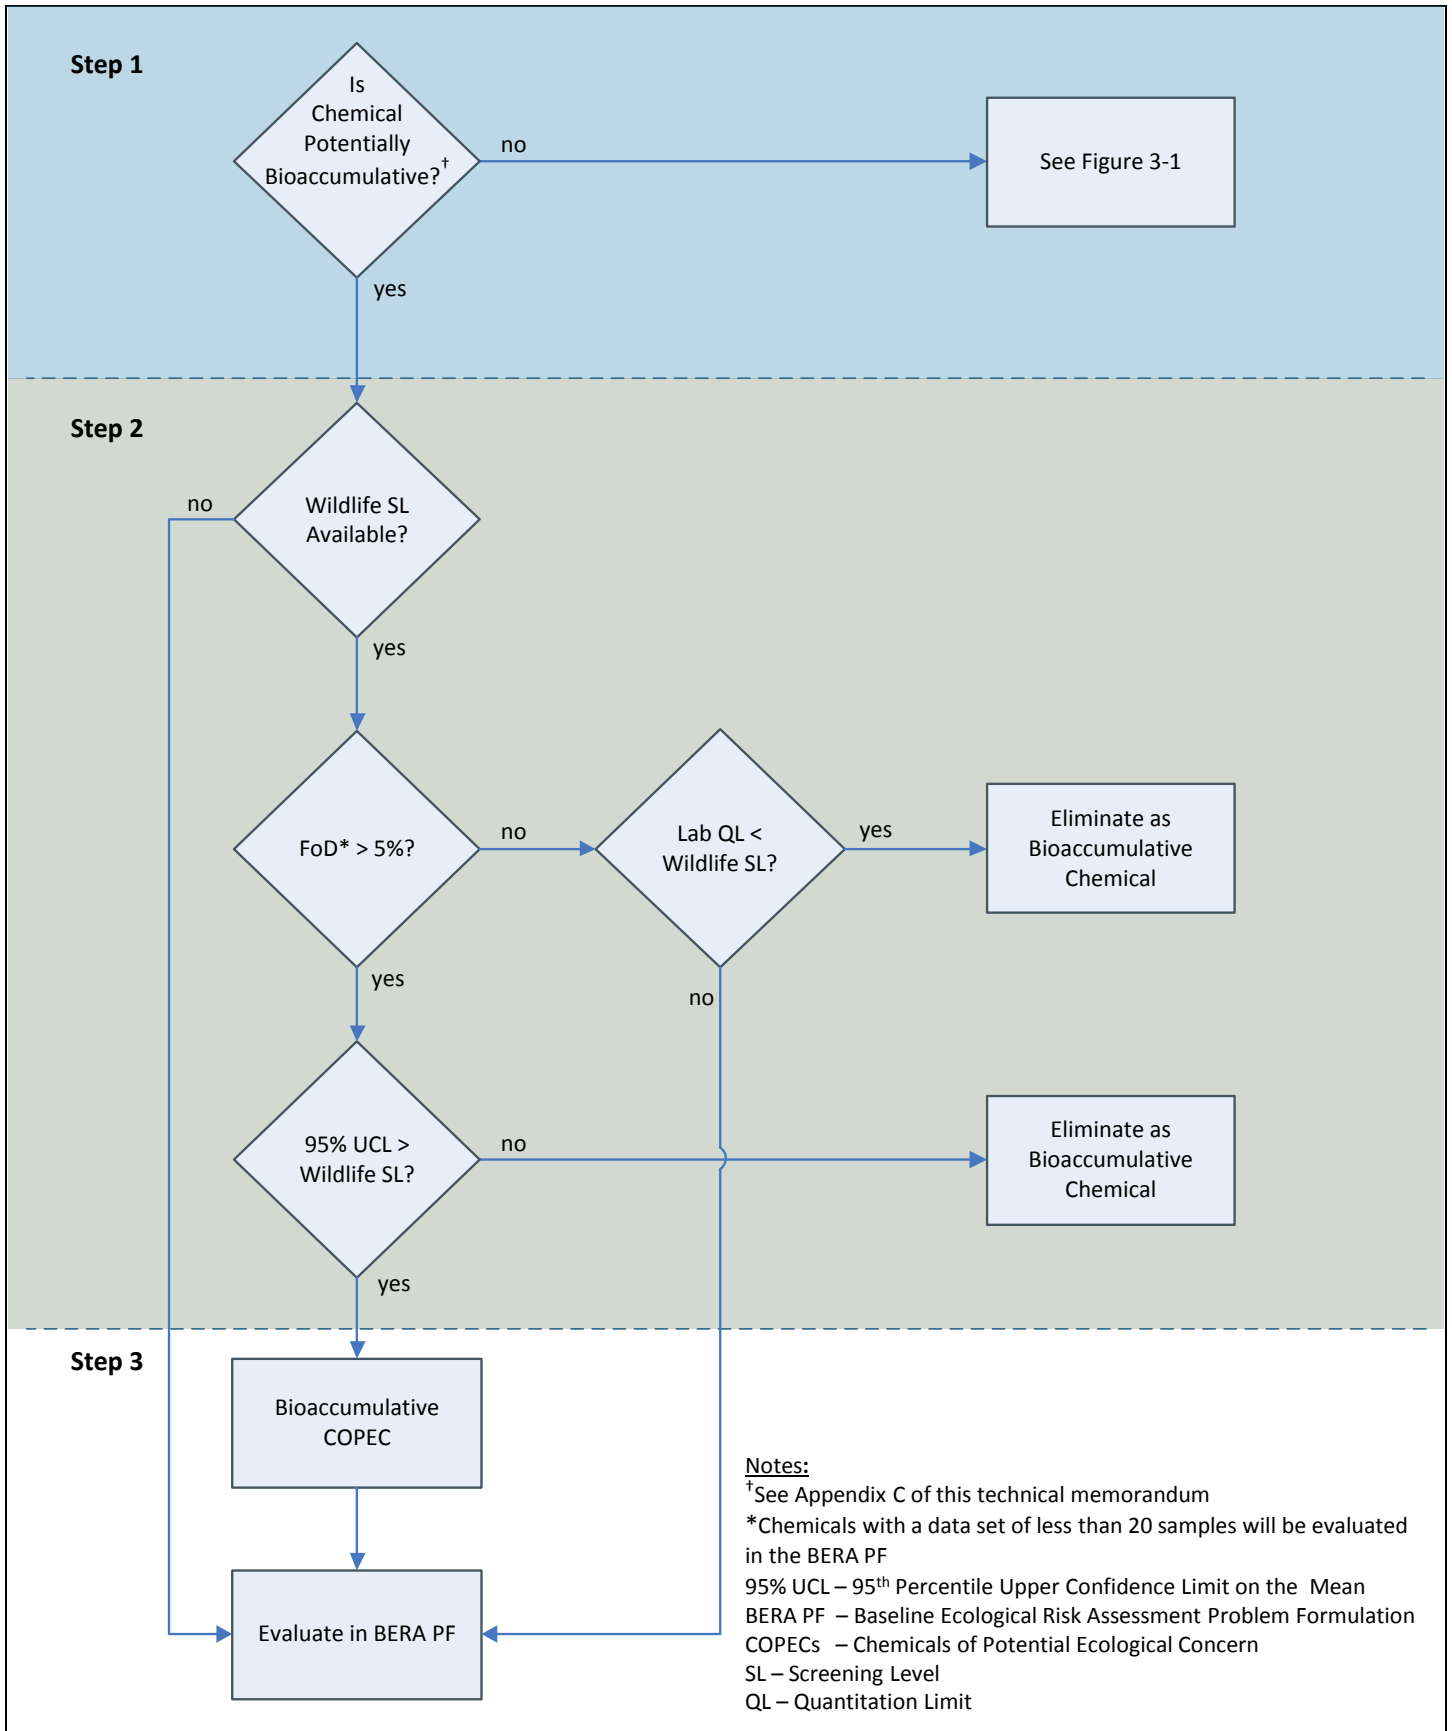 Step 1
Is
Chemical
Potentially
Bioaccumulative?†
no
See Figure 3-1
yes
Step 2
no
Wildlife SL
Available?
yes
FoD* > 5%?
no
Lab QL <
Wildlife SL?
yes
Eliminate as
Bioaccumulative
Chemical
yes
no
95% UCL >
Wildlife SL?
no
Eliminate as
Bioaccumulative
Chemical
yes
Step 3
Bioaccumulative
COPEC
Evaluate in BERA PF
Notes:
†See Appendix C of this technical memorandum
*Chemicals with a data set of less than 20 samples will be evaluated
in the BERA PF
95% UCL – 95th Percentile Upper Confidence Limit on the Mean
BERA PF – Baseline Ecological Risk Assessment Problem Formulation
COPECs – Chemicals of Potential Ecological Concern
SL – Screening Level
QL – Quantitation Limit